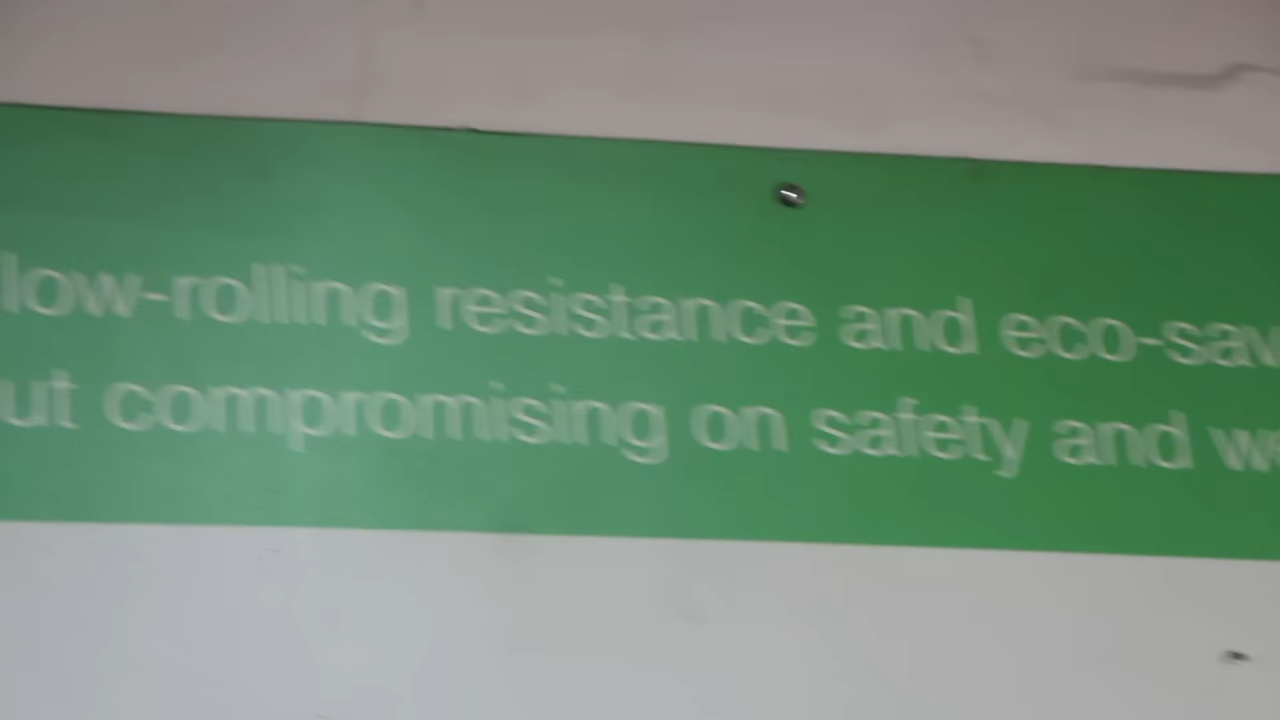 low-rolling resistance and eco-sav
ut compromising on safety and w